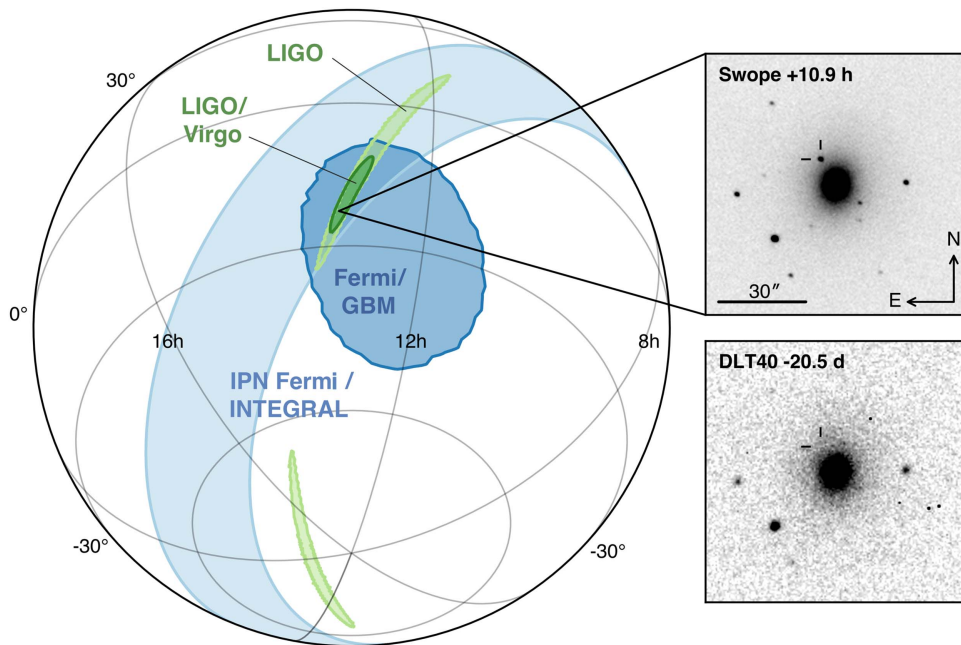 LIGO
30°
LIGO/
Virgo
Fermi/
GBM
0°
16h
12h
8h
IPN Fermi /
INTEGRAL
-30°
-30°
Swope +10.9 h
N
E
30″
DLT40 -20.5 d